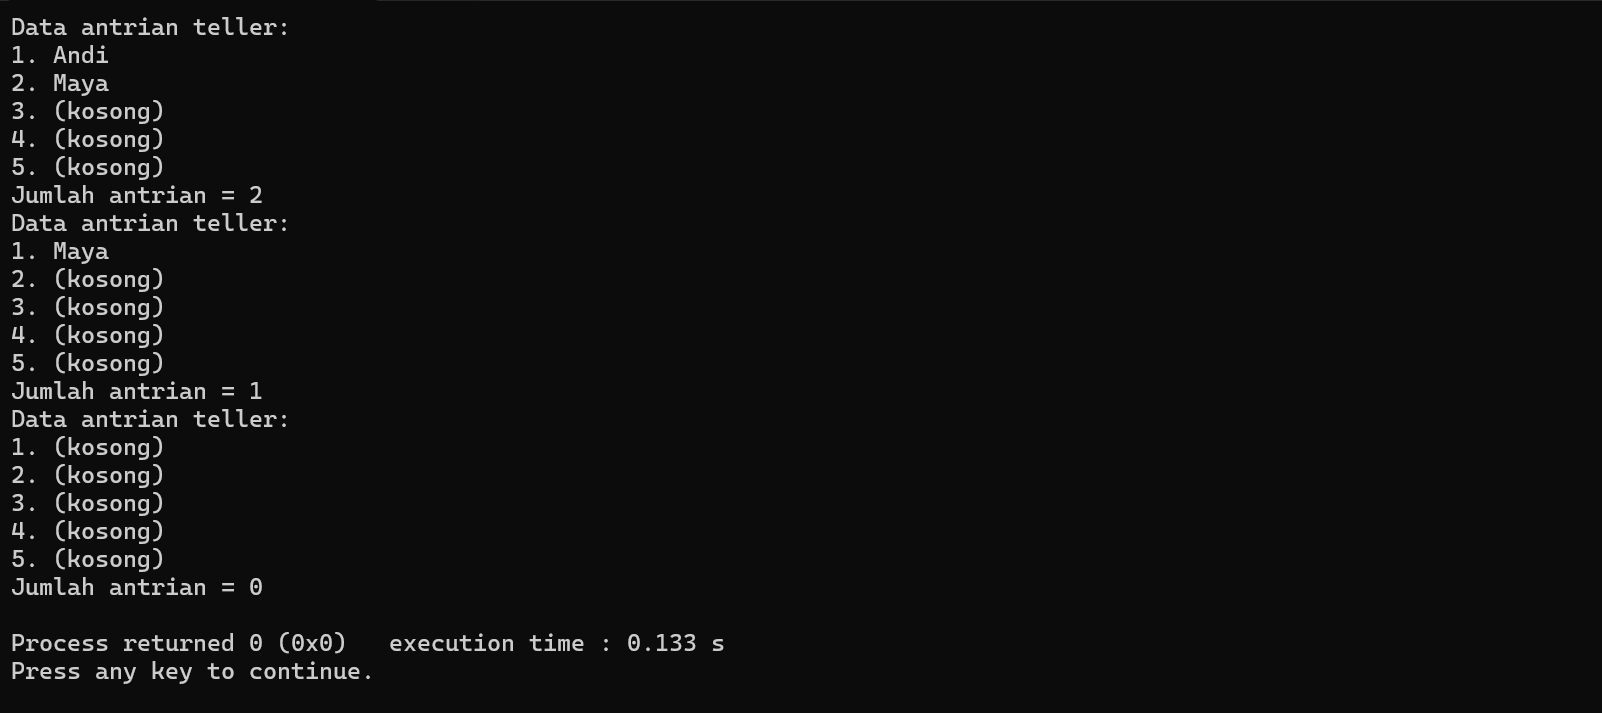 Data antrian teller:
1. Andi
2. Maya
3. (kosong)
4. (kosong)
5. (kosong)
Jumlah antrian = 2
Data antrian teller:
1. Maya
2. (kosong)
3. (kosong)
4. (kosong)
5. (kosong)
Jumlah antrian = 1
Data antrian teller:
1. (kosong)
2. (kosong)
3. (kosong)
4. (kosong)
5. (kosong)
Jumlah antrian = 0
Process returned 0 (0x0)   execution time : 0.133 s
Press any key to continue.